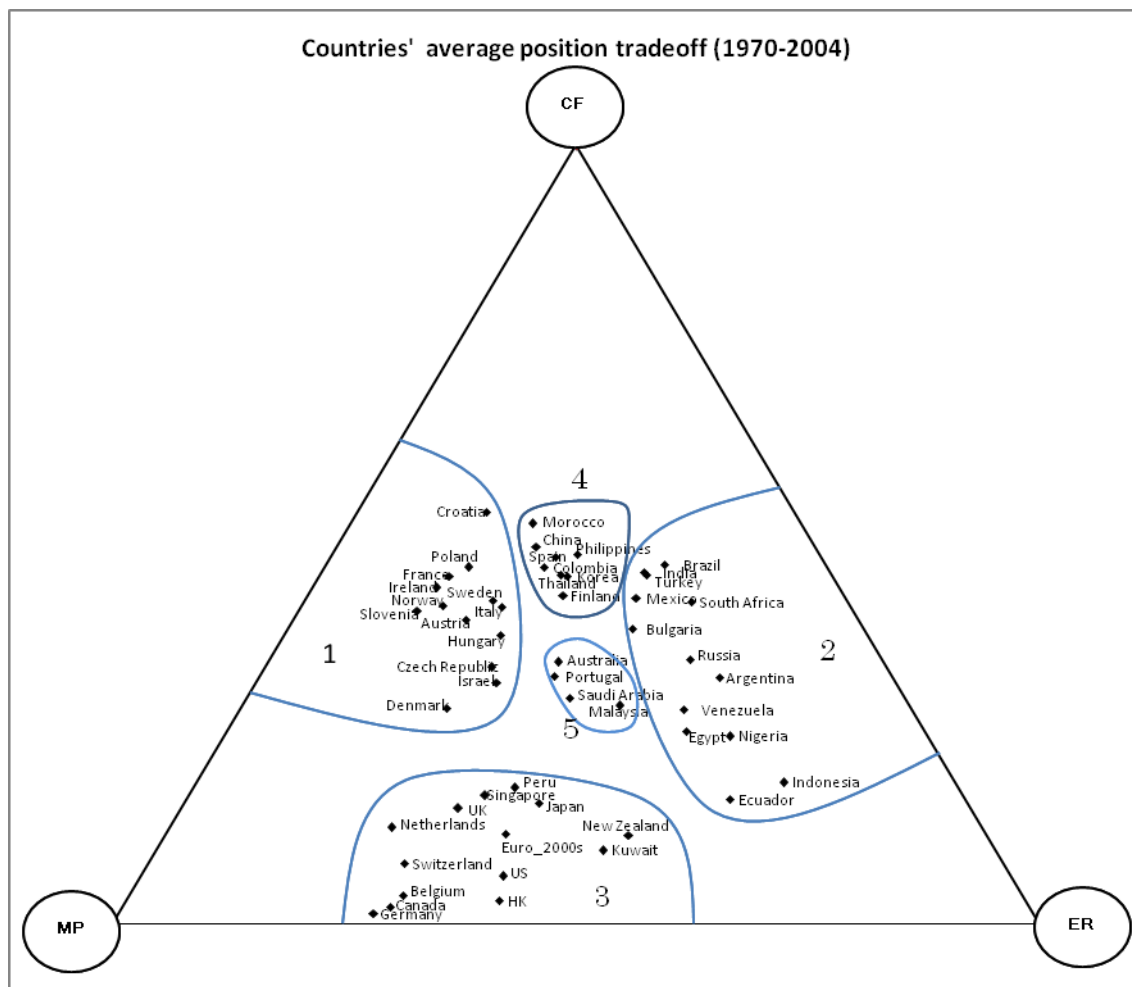 Countries' average position tradeoff (1970-2004)
CF
4
Croatia
Morocco
China
Philippines
Spain
Poland
Colombia
Brazil
France
Thailand
Korea
India
Turkey
Ireland
Sweden
Finland
Mexico
South Africa
Norway
Italy
Slovenia
Austria
Bulgaria
Hungary
1
2
Australia
Russia
Czech Republic
Portugal
Argentina
Israel
Saudi Arabia
Denmark
Malaysia
Venezuela
5
Egypt
Nigeria
Peru
Indonesia
Singapore
Ecuador
UK
Japan
Netherlands
New Zealand
Euro_2000s
Kuwait
Switzerland
US
Belgium
3
Canada
HK
Germany
MP
ER